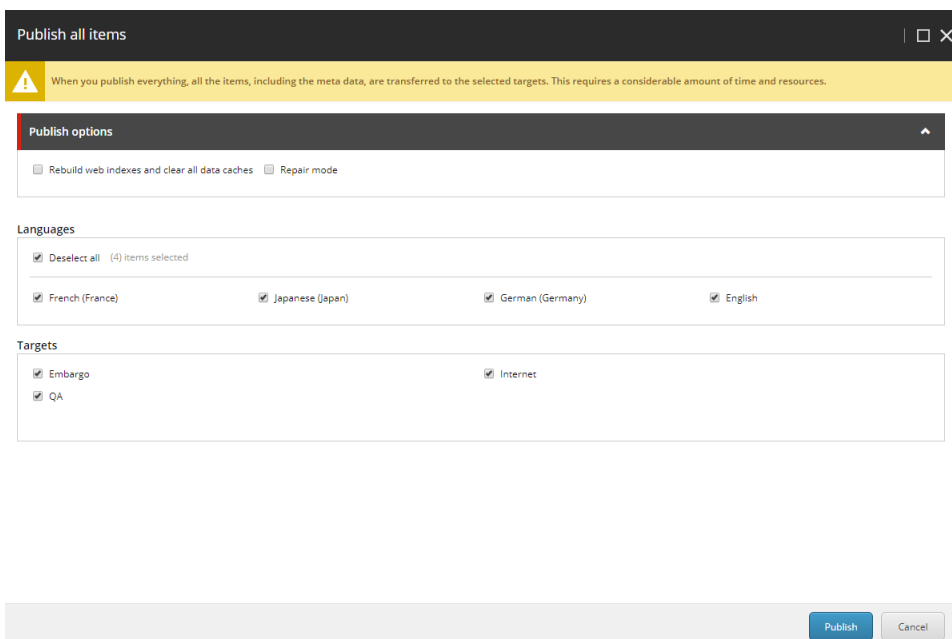 Publish all items
When you publish everything, all the items, including the meta data, are transferred to the selected targets. This requires a considerable amount of time and resources.
Publish options
Rebuild web indexes and clear all data caches Repair mode
Languages
Deselect all (4) items selected
French (France) Japanese (Japan) German (Germany) English
Targets
Embargo Internet
QA
Publish Cancel